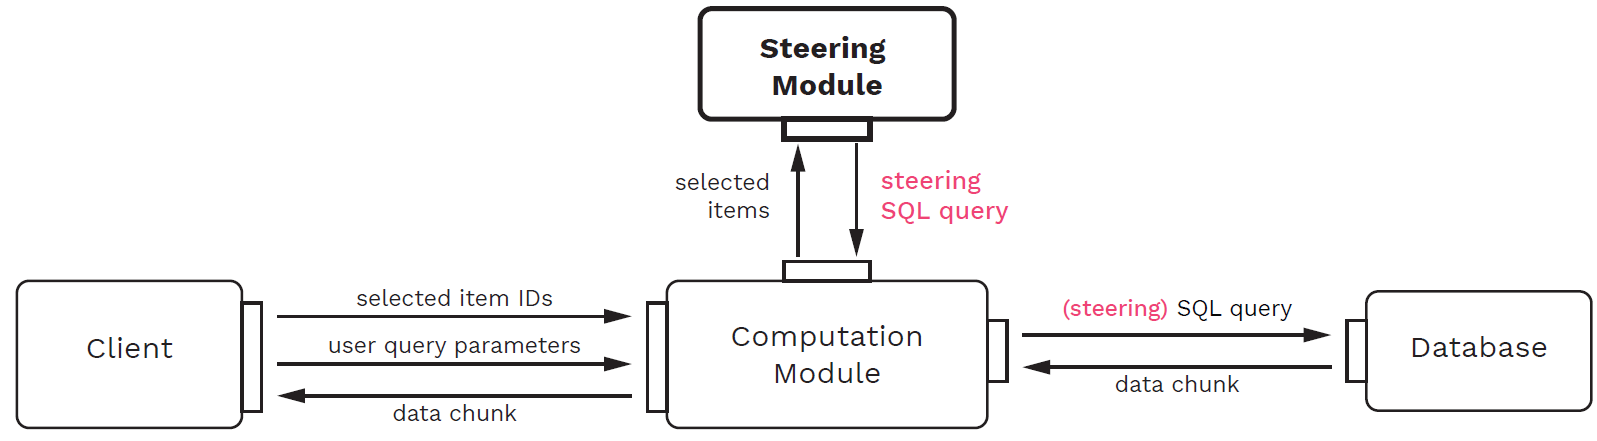 Steering
Module
selected
items
steering
SQL query
Client
selected item IDs
user query parameters
data chunk
Computation
Module
(steering) SQL query
data chunk
Database